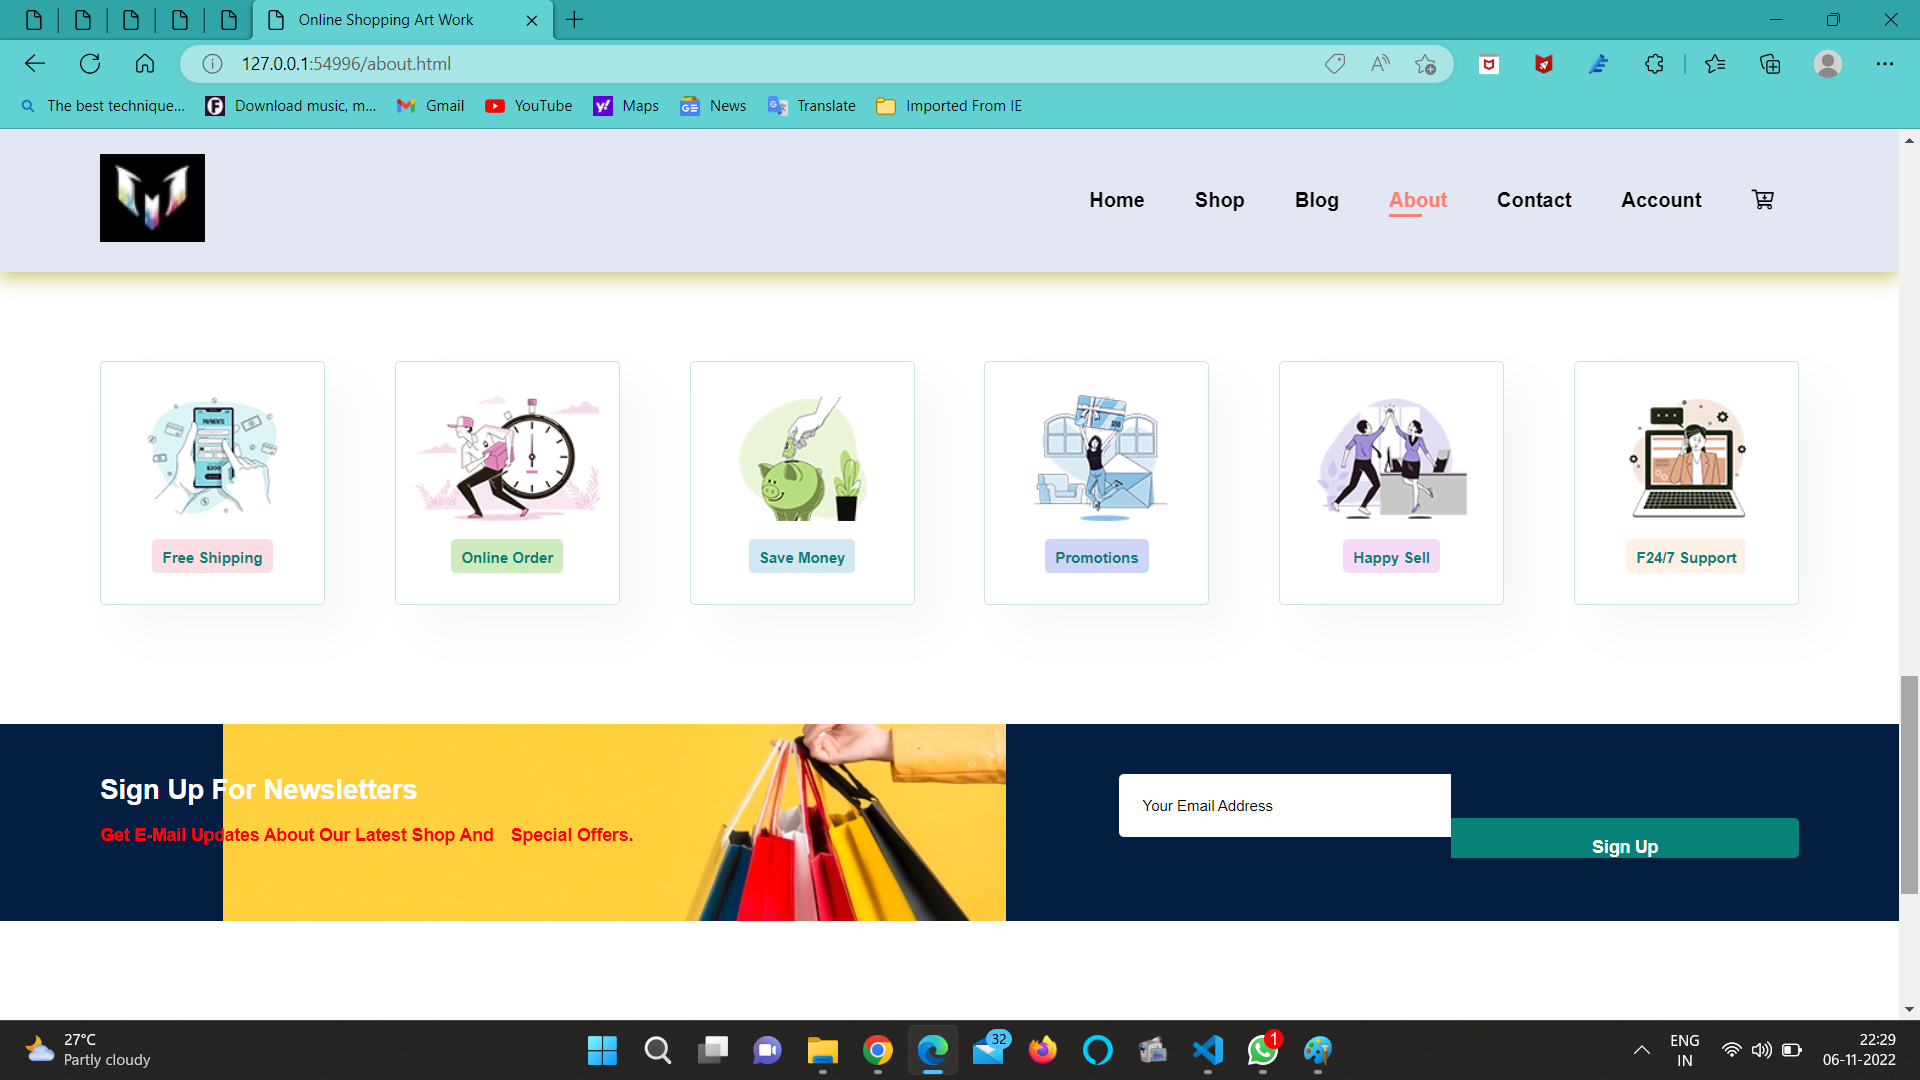 Online Shopping Art Work
127.0.0.1:54996/about.html
The best technique... Download music, m... Gmail YouTube Maps News Translate Imported From IE
Home Shop Blog About Contact Account
PAYMENTS
$200
Free Shipping Online Order Save Money Promotions Happy Sell F24/7 Support
Sign Up For Newsletters
Get E-Mail Updates About Our Latest Shop And Special Offers.
Your Email Address
Sign Up
27°C
Partly cloudy
32
1
ENG
IN
22:29
06-11-2022